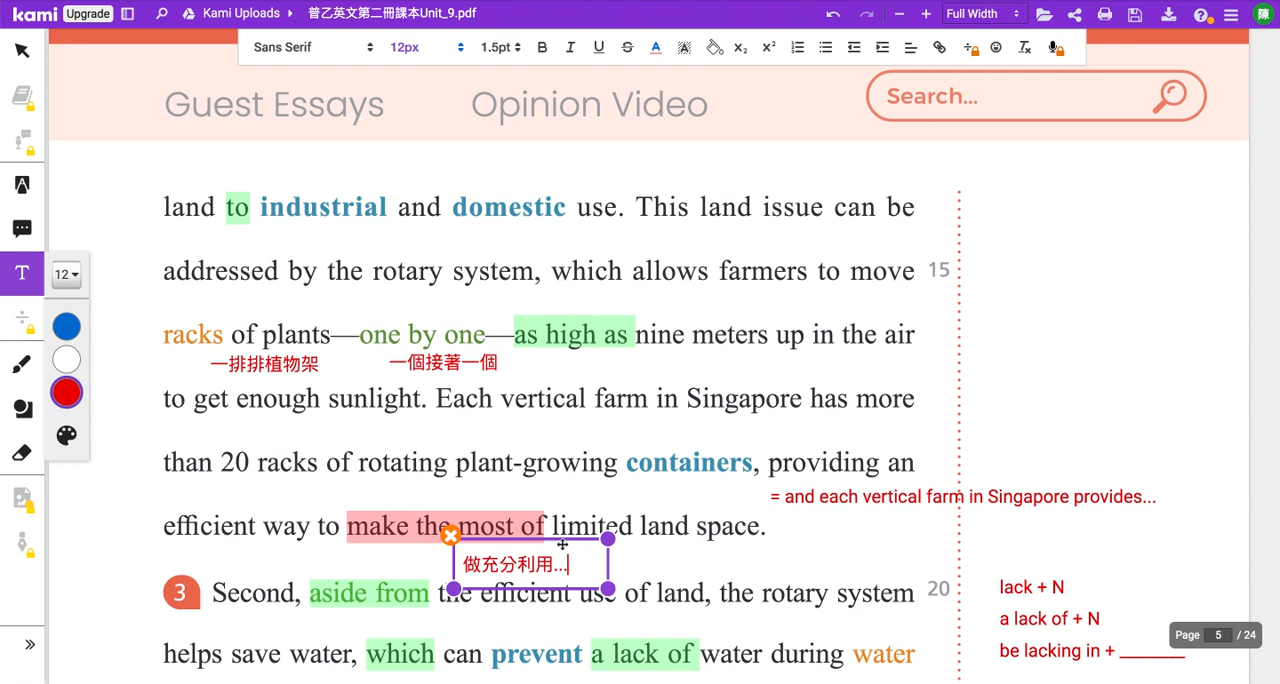 kami Upgrade Kami Uploads 普乙英文第二冊課本Unit_9.pdf Full Width 陳
Sans Serif 12px 1.5pt B I U S A X₂ X²
Guest Essays Opinion Video Search...
land to industrial and domestic use. This land issue can be
addressed by the rotary system, which allows farmers to move 15
racks of plants—one by one—as high as nine meters up in the air
一排排植物架 一個接著一個
to get enough sunlight. Each vertical farm in Singapore has more
than 20 racks of rotating plant-growing containers, providing an
= and each vertical farm in Singapore provides...
efficient way to make the most of limited land space.
做充分利用...
3 Second, aside from the efficient use of land, the rotary system 20
helps save water, which can prevent a lack of water during water
lack + N
a lack of + N
be lacking in + ________
Page 5 / 24
T 12